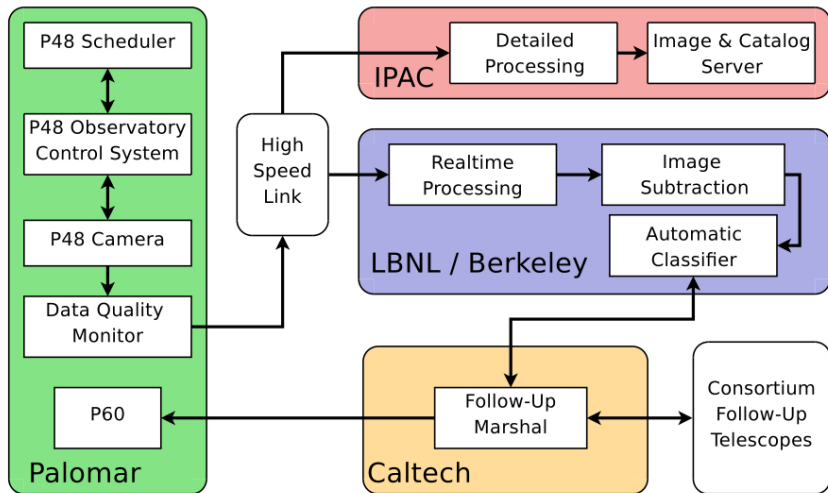 P48 Scheduler
P48 Observatory
Control System
P48 Camera
Data Quality
Monitor
P60
Palomar
High
Speed
Link
Detailed
Processing
Image & Catalog
Server
IPAC
Realtime
Processing
Image
Subtraction
Automatic
Classifier
LBNL / Berkeley
Follow-Up
Marshal
Caltech
Consortium
Follow-Up
Telescopes